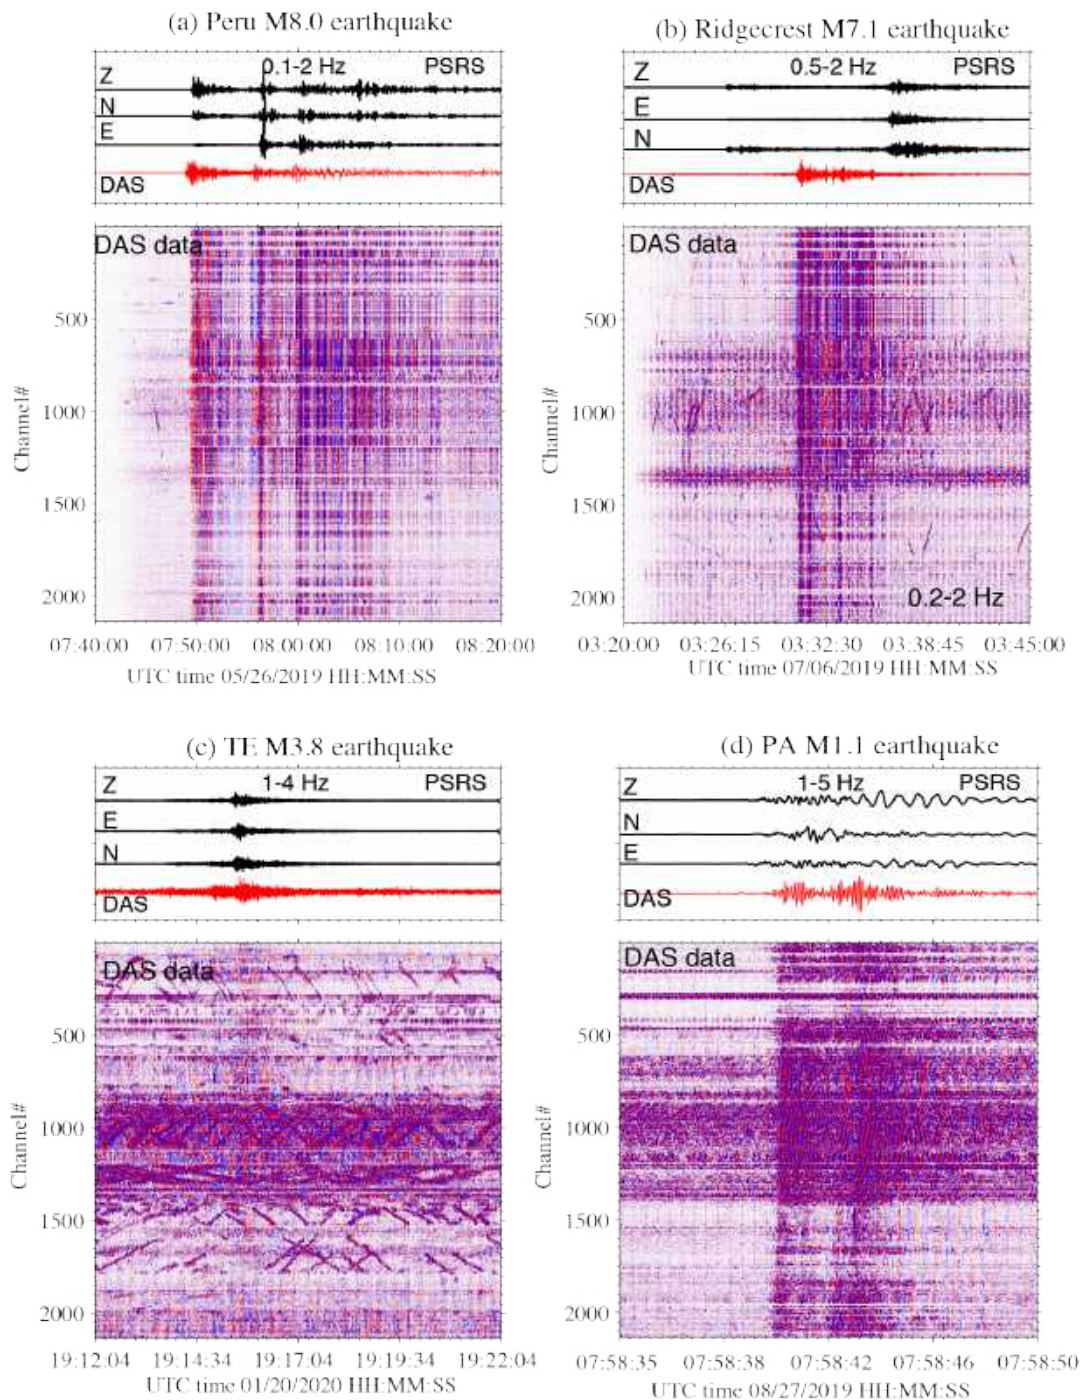 (a) Peru M8.0 earthquake
Z
0.1-2 Hz
PSRS
N
E
DAS
DAS data
500
1000
1500
2000
Channel#
07:40:00 07:50:00 08:00:00 08:10:00 08:20:00
UTC time 05/26/2019 HH:MM:SS
(b) Ridgecrest M7.1 earthquake
Z
0.5-2 Hz
PSRS
E
N
DAS
DAS data
500
1000
1500
2000
Channel#
0.2-2 Hz
03:20:00 03:26:15 03:32:30 03:38:45 03:45:00
UTC time 07/06/2019 HH:MM:SS
(c) TE M3.8 earthquake
Z
1-4 Hz
PSRS
E
N
DAS
DAS data
500
1000
1500
2000
Channel#
19:12:04 19:14:34 19:17:04 19:19:34 19:22:04
UTC time 01/20/2020 HH:MM:SS
(d) PA M1.1 earthquake
Z
1-5 Hz
PSRS
N
E
DAS
DAS data
500
1000
1500
2000
Channel#
07:58:35 07:58:38 07:58:42 07:58:46 07:58:50
UTC time 08/27/2019 HH:MM:SS